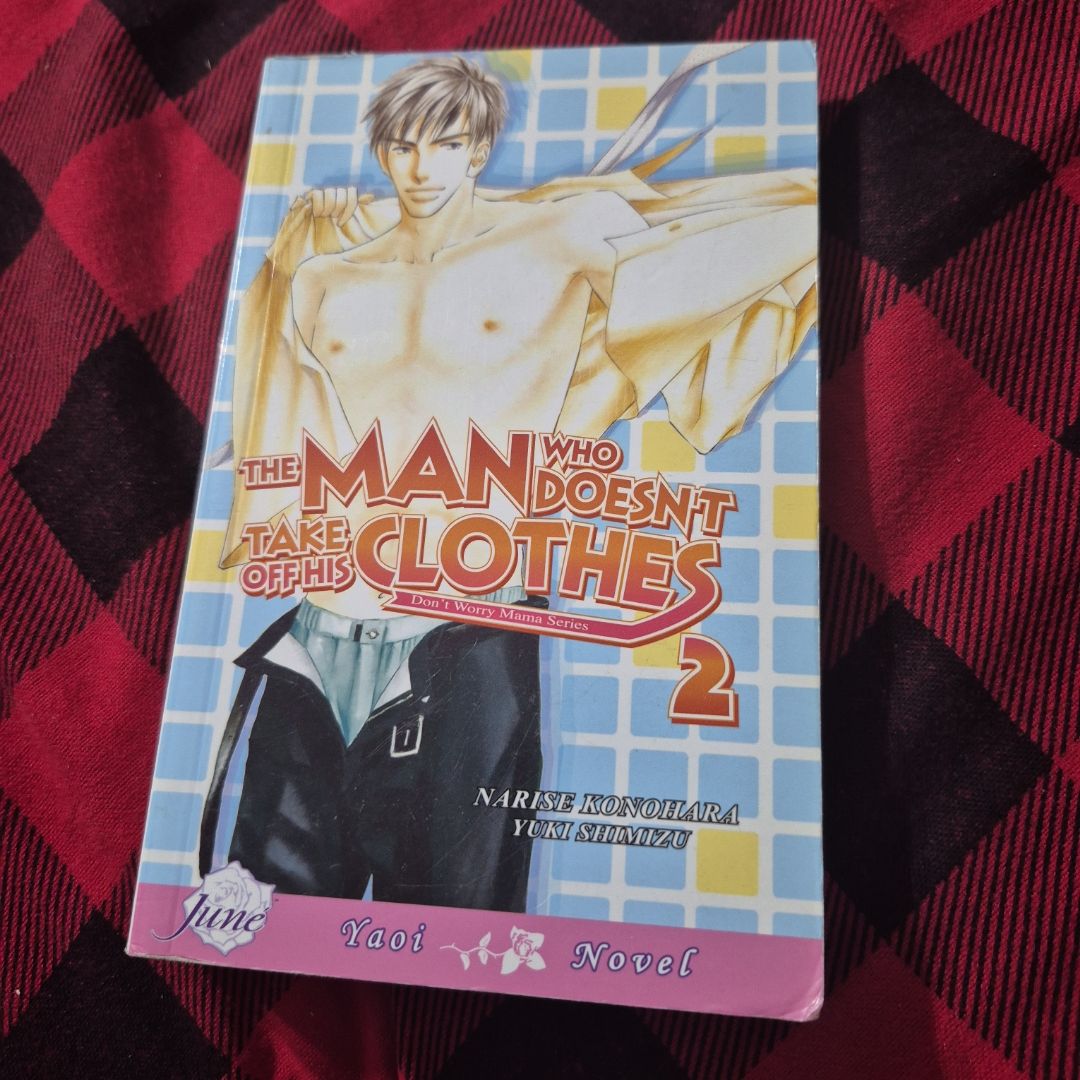 THE MAN WHO
DOESN'T
TAKE
OFF HIS CLOTHES
Don't Worry Mama Series
2
NARISE KONOHARA
YUKI SHIMIZU
Juné™
Yaoi Novel